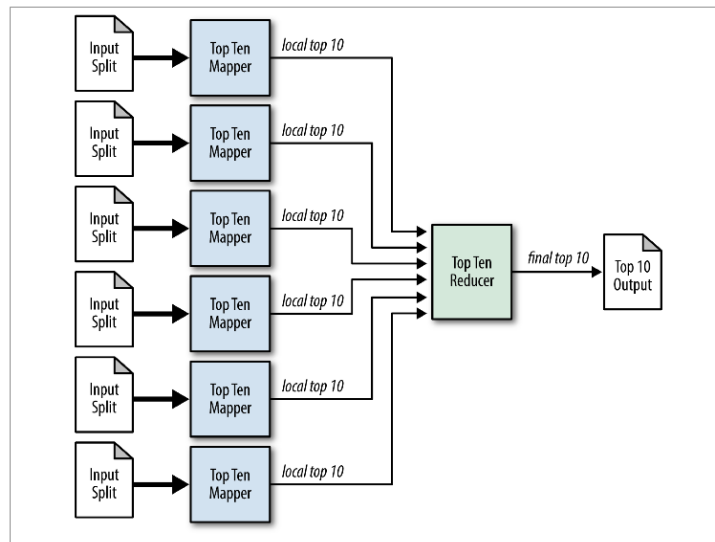 Input
Split
Top Ten
Mapper
local top 10
Input
Split
Top Ten
Mapper
local top 10
Input
Split
Top Ten
Mapper
local top 10
Input
Split
Top Ten
Mapper
local top 10
Input
Split
Top Ten
Mapper
local top 10
Input
Split
Top Ten
Mapper
local top 10
Top Ten
Reducer
final top 10
Top 10
Output